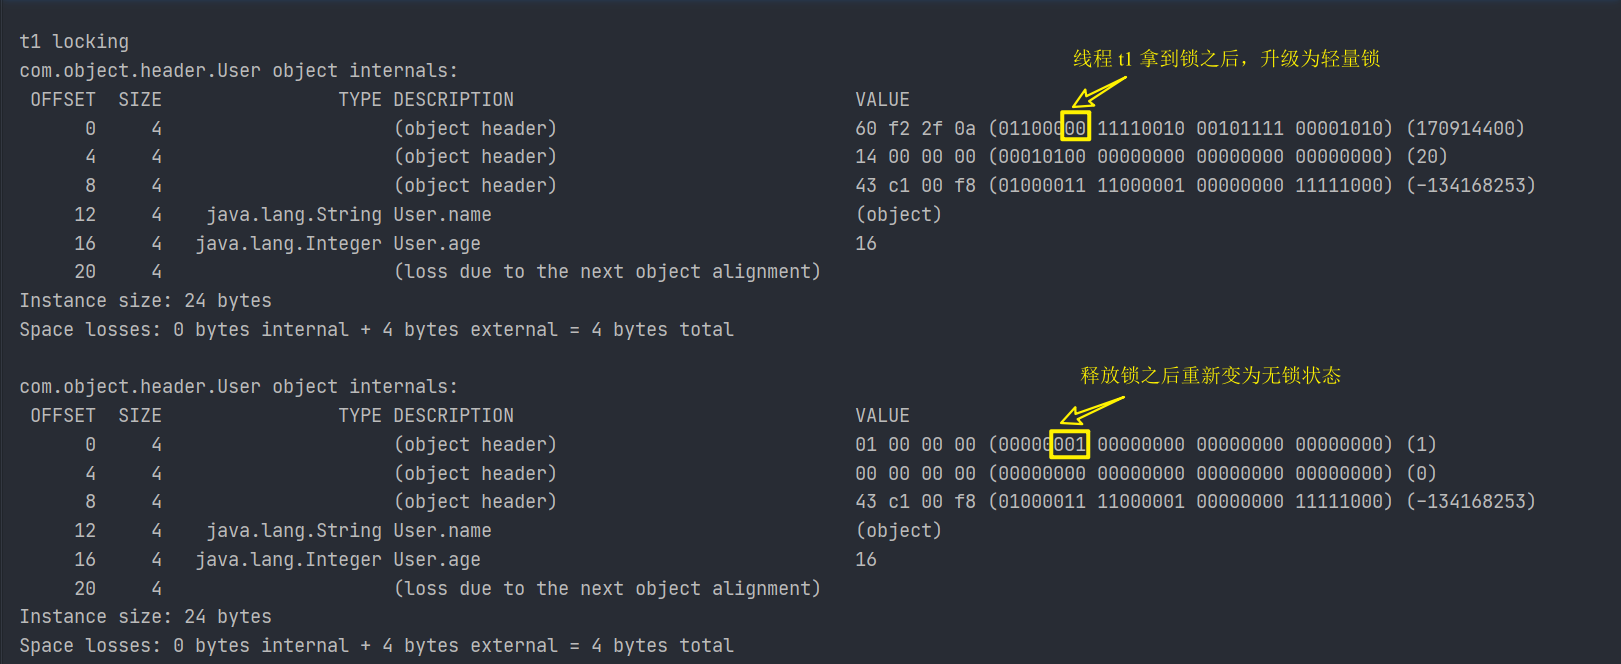 t1 locking
线程 t1 拿到锁之后，升级为轻量锁
com.object.header.User object internals:
OFFSET SIZE TYPE DESCRIPTION VALUE
0 4 (object header) 60 f2 2f 0a (01100000 11110010 00101111 00001010) (170914400)
4 4 (object header) 14 00 00 00 (00010100 00000000 00000000 00000000) (20)
8 4 (object header) 43 c1 00 f8 (01000011 11000001 00000000 11111000) (-134168253)
12 4 java.lang.String User.name (object)
16 4 java.lang.Integer User.age 16
20 4 (loss due to the next object alignment)
Instance size: 24 bytes
Space losses: 0 bytes internal + 4 bytes external = 4 bytes total
释放锁之后重新变为无锁状态
com.object.header.User object internals:
OFFSET SIZE TYPE DESCRIPTION VALUE
0 4 (object header) 01 00 00 00 (00000001 00000000 00000000 00000000) (1)
4 4 (object header) 00 00 00 00 (00000000 00000000 00000000 00000000) (0)
8 4 (object header) 43 c1 00 f8 (01000011 11000001 00000000 11111000) (-134168253)
12 4 java.lang.String User.name (object)
16 4 java.lang.Integer User.age 16
20 4 (loss due to the next object alignment)
Instance size: 24 bytes
Space losses: 0 bytes internal + 4 bytes external = 4 bytes total